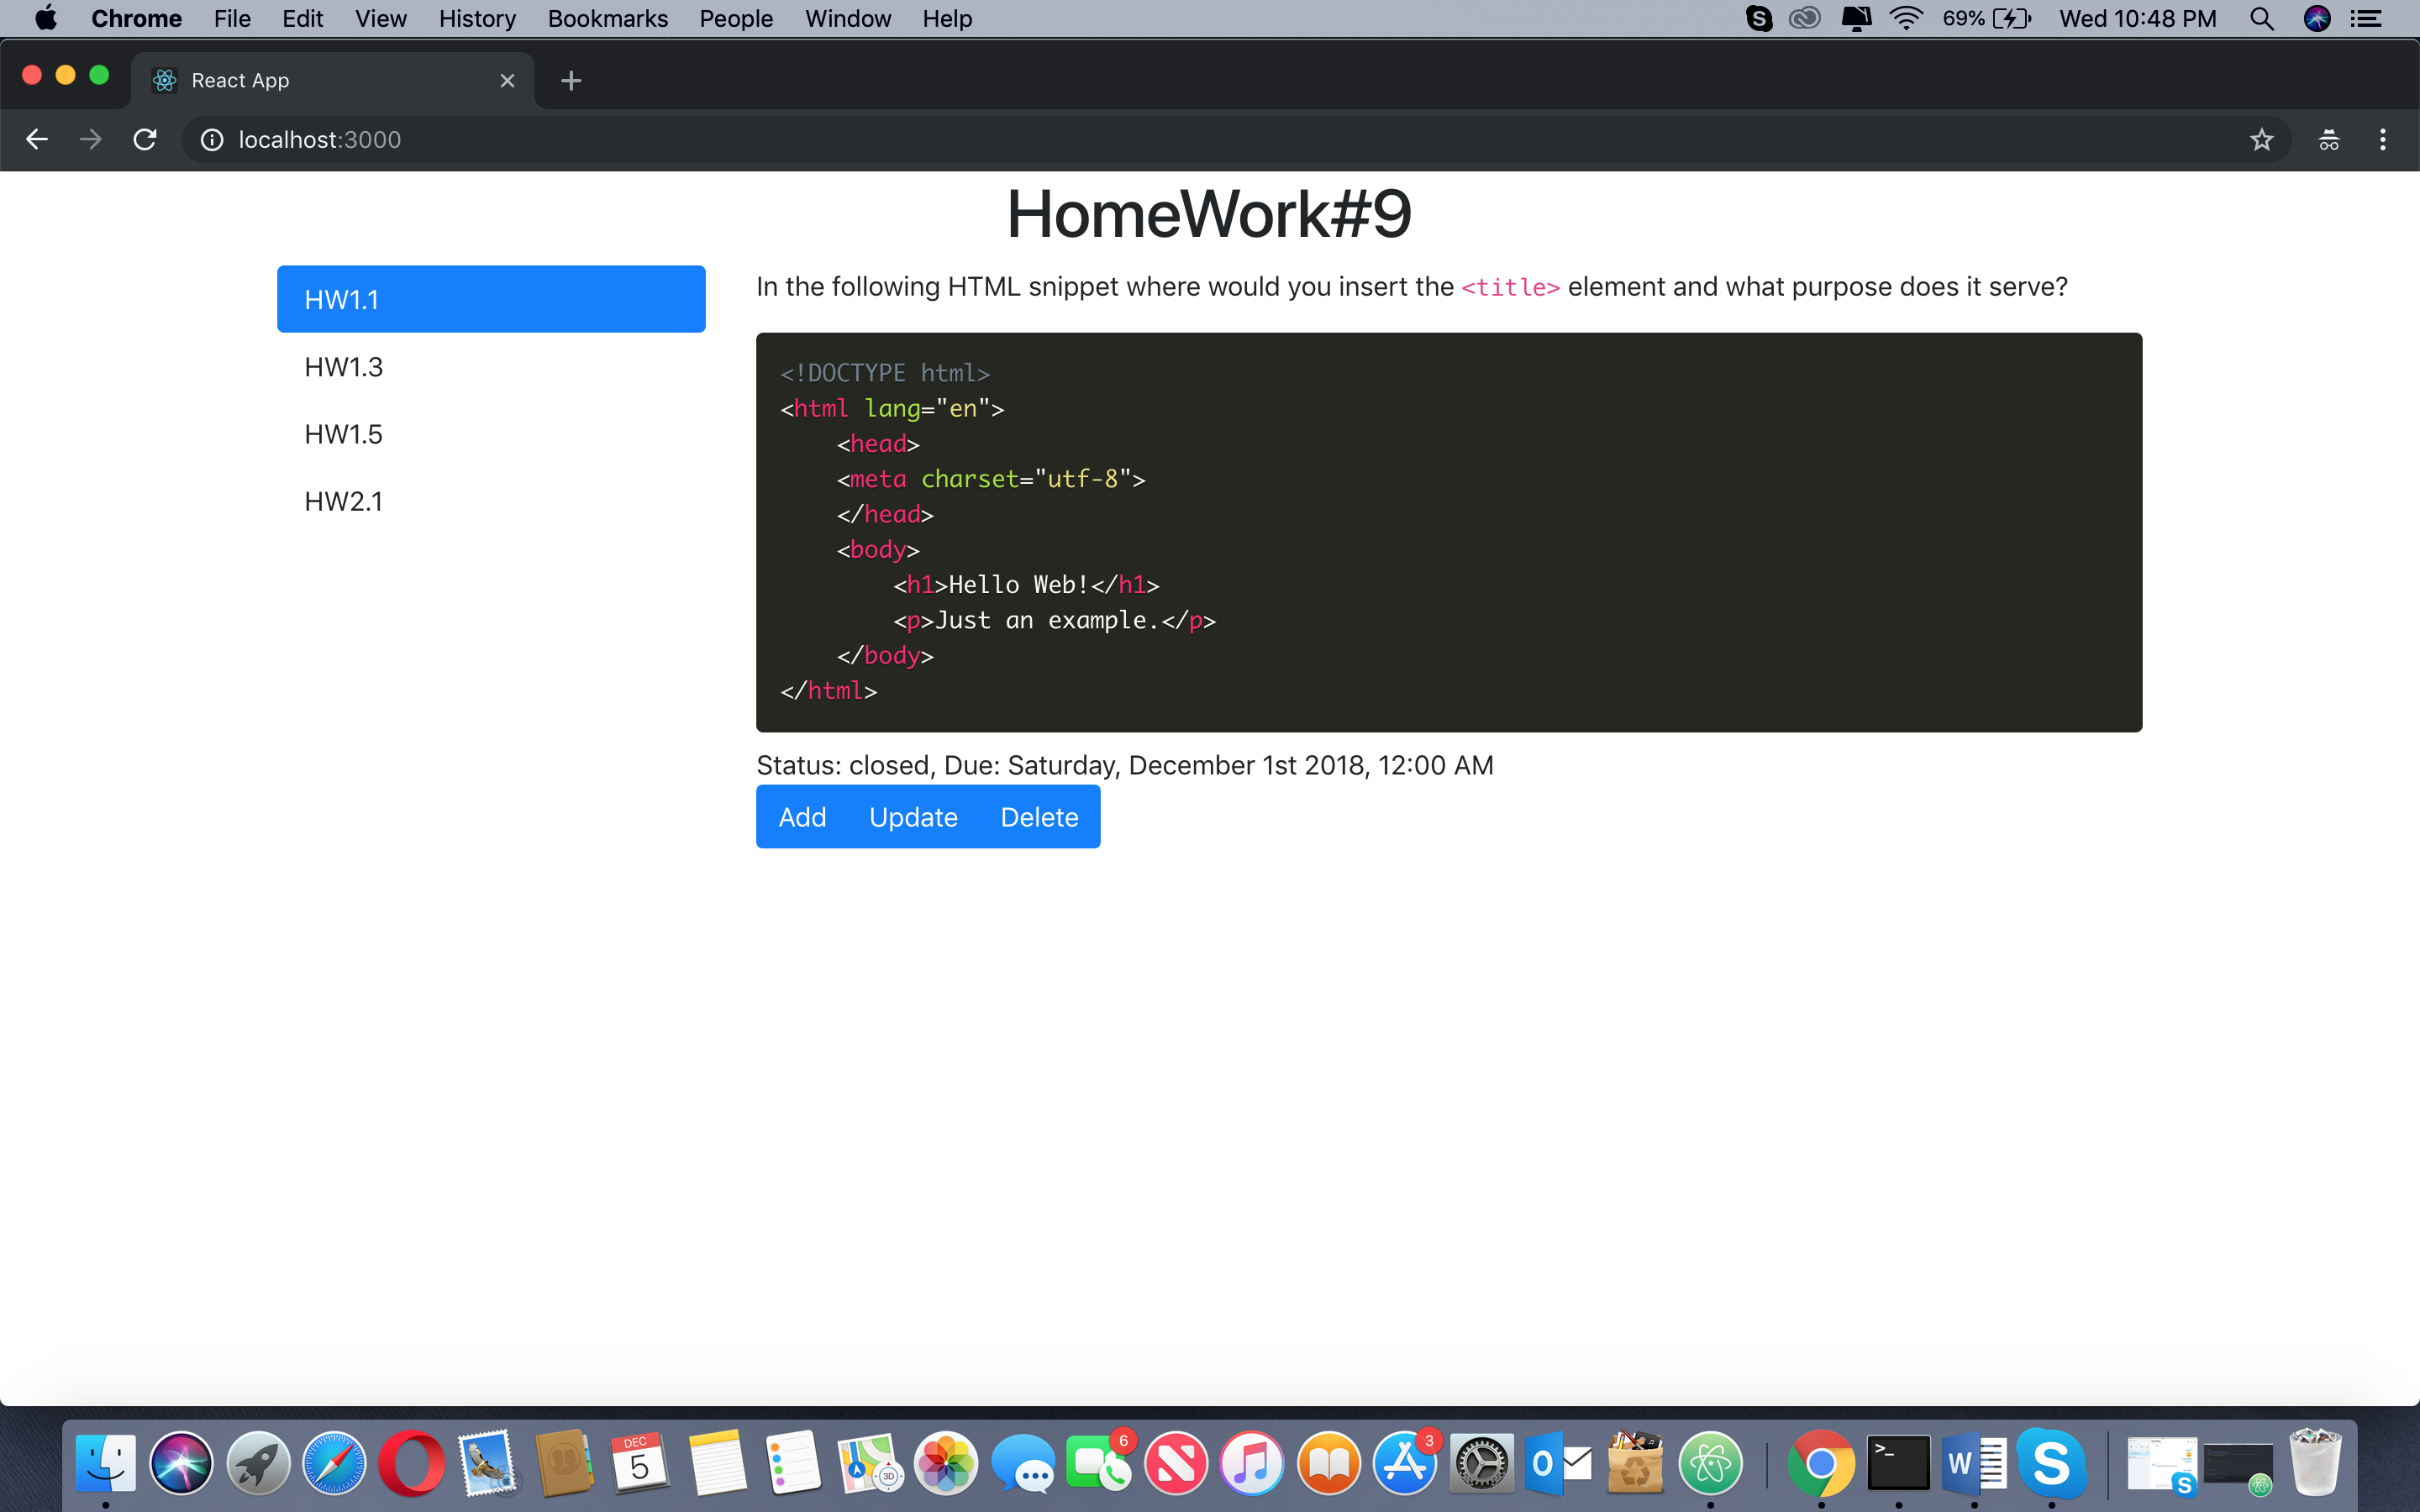 Chrome File Edit View History Bookmarks People Window Help 69% Wed 10:48 PM
React App
localhost:3000
HomeWork#9
HW1.1
HW1.3
HW1.5
HW2.1
In the following HTML snippet where would you insert the <title> element and what purpose does it serve?
<!DOCTYPE html>
<html lang="en">
    <head>
    <meta charset="utf-8">
    </head>
    <body>
        <h1>Hello Web!</h1>
        <p>Just an example.</p>
    </body>
</html>
Status: closed, Due: Saturday, December 1st 2018, 12:00 AM
Add Update Delete
DEC
5
3D
6
3